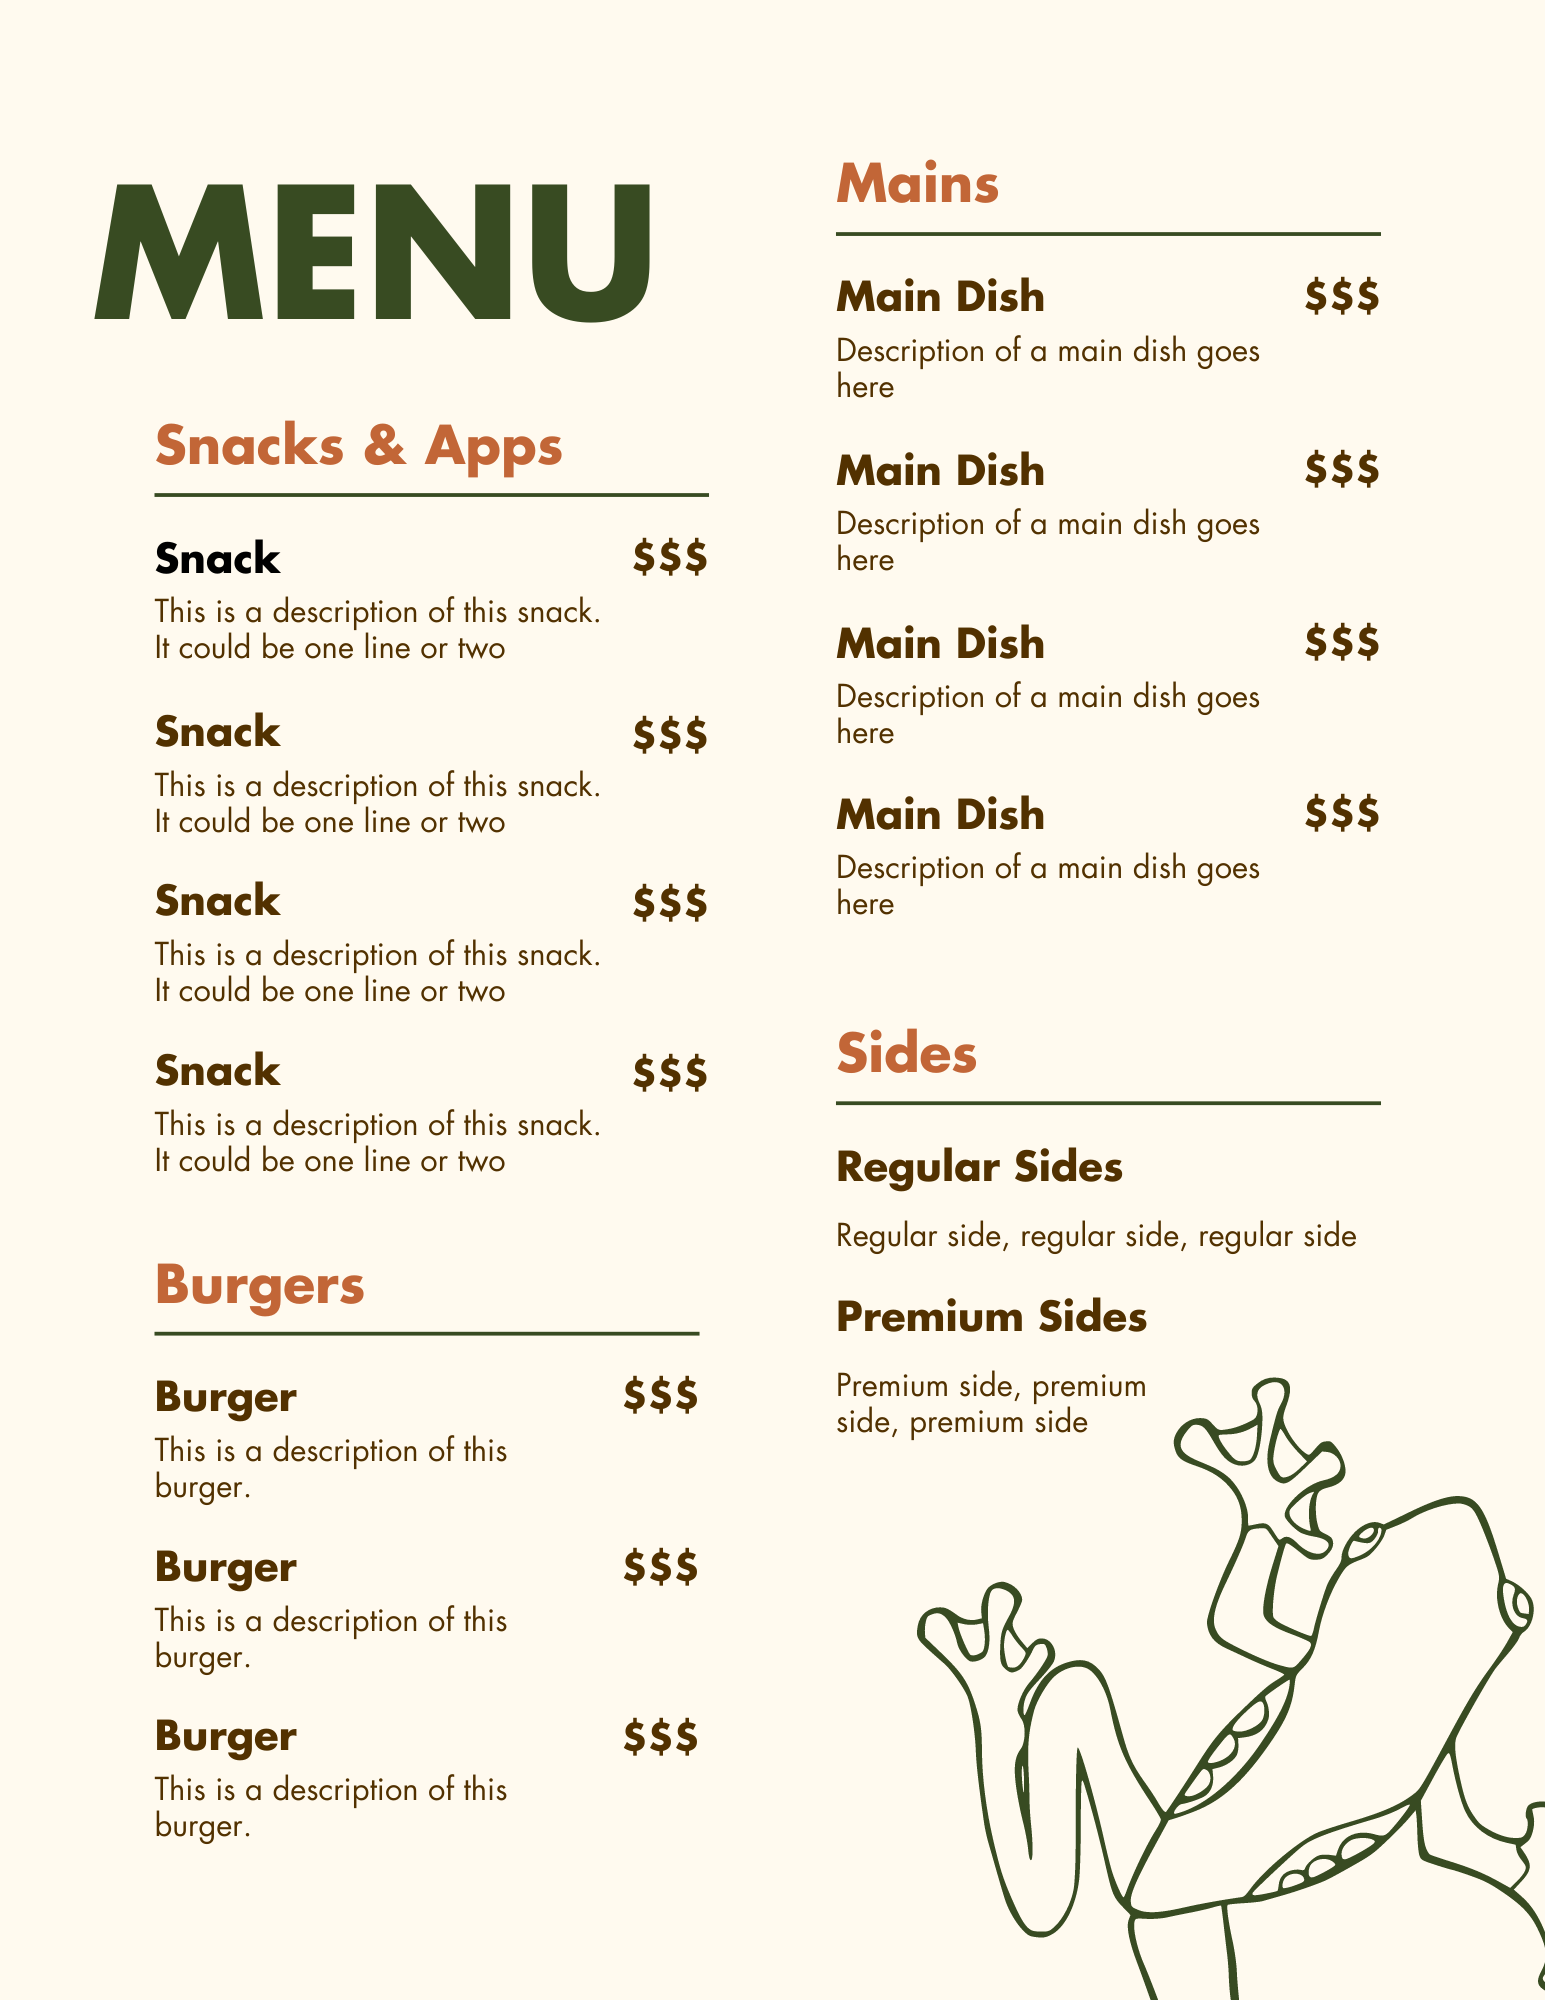 MENU
Snacks & Apps
Snack $$$
This is a description of this snack.
It could be one line or two
Snack $$$
This is a description of this snack.
It could be one line or two
Snack $$$
This is a description of this snack.
It could be one line or two
Snack $$$
This is a description of this snack.
It could be one line or two
Burgers
Burger $$$
This is a description of this
burger.
Burger $$$
This is a description of this
burger.
Burger $$$
This is a description of this
burger.
Mains
Main Dish $$$
Description of a main dish goes
here
Main Dish $$$
Description of a main dish goes
here
Main Dish $$$
Description of a main dish goes
here
Main Dish $$$
Description of a main dish goes
here
Sides
Regular Sides
Regular side, regular side, regular side
Premium Sides
Premium side, premium
side, premium side